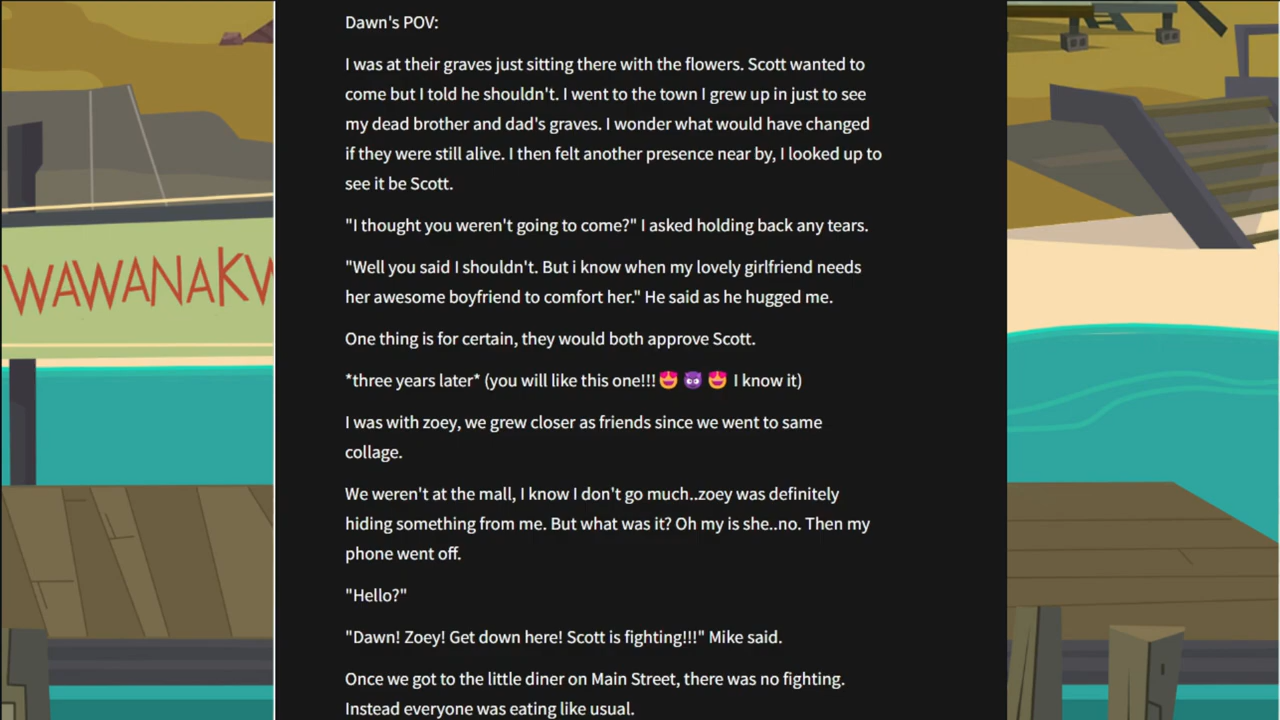 Dawn's POV:
I was at their graves just sitting there with the flowers. Scott wanted to
come but I told he shouldn't. I went to the town I grew up in just to see
my dead brother and dad's graves. I wonder what would have changed
if they were still alive. I then felt another presence near by, I looked up to
see it be Scott.
"I thought you weren't going to come?" I asked holding back any tears.
"Well you said I shouldn't. But i know when my lovely girlfriend needs
her awesome boyfriend to comfort her." He said as he hugged me.
One thing is for certain, they would both approve Scott.
*three years later* (you will like this one!!!😍 😈 😍 I know it)
I was with zoey, we grew closer as friends since we went to same
collage.
We weren't at the mall, I know I don't go much..zoey was definitely
hiding something from me. But what was it? Oh my is she..no. Then my
phone went off.
"Hello?"
"Dawn! Zoey! Get down here! Scott is fighting!!!" Mike said.
Once we got to the little diner on Main Street, there was no fighting.
Instead everyone was eating like usual.
WAWANAKW